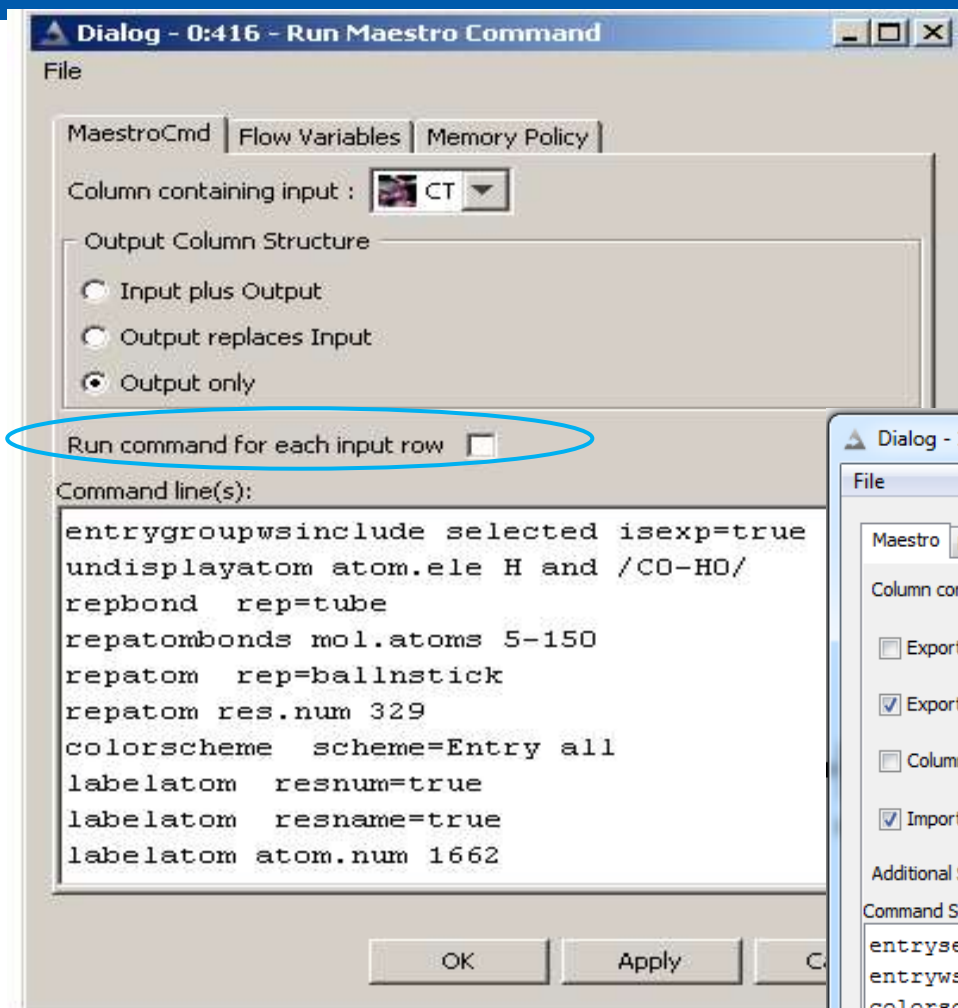 Dialog - 0:416 - Run Maestro Command
File
MaestroCmd Flow Variables Memory Policy
Column containing input : CT
Output Column Structure
Input plus Output
Output replaces Input
Output only
Run command for each input row
Command line(s):
entrygroupwsinclude selected isexp=true
undisplayatom atom.ele H and /C0-H0/
repbond rep=tube
repatombonds mol.atoms 5-150
repatom rep=ballnstick
repatom res.num 329
colorscheme scheme=Entry all
labelatom resnum=true
labelatom resname=true
labelatom atom.num 1662
OK Apply
Dialog -
File
Maestro
Column
Export
Export
Import
Additional
Command